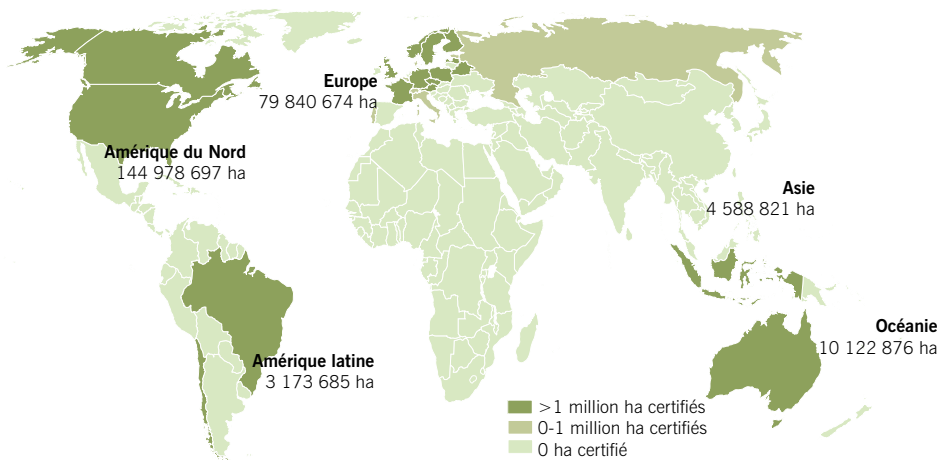 Europe
79 840 674 ha
Amérique du Nord
144 978 697 ha
Asie
4 588 821 ha
Océanie
10 122 876 ha
Amérique latine
3 173 685 ha
>1 million ha certifiés
0-1 million ha certifiés
0 ha certifié